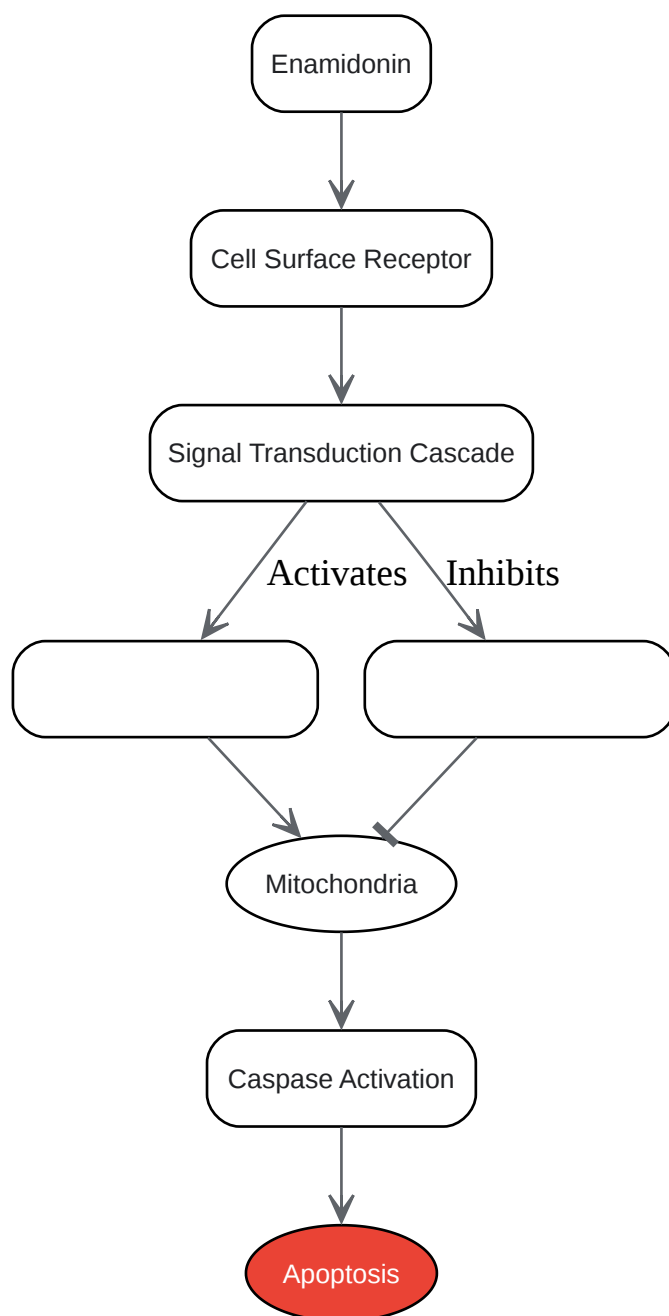 Enamidonin
Cell Surface Receptor
Signal Transduction Cascade
Activates
Inhibits
Mitochondria
Caspase Activation
Apoptosis